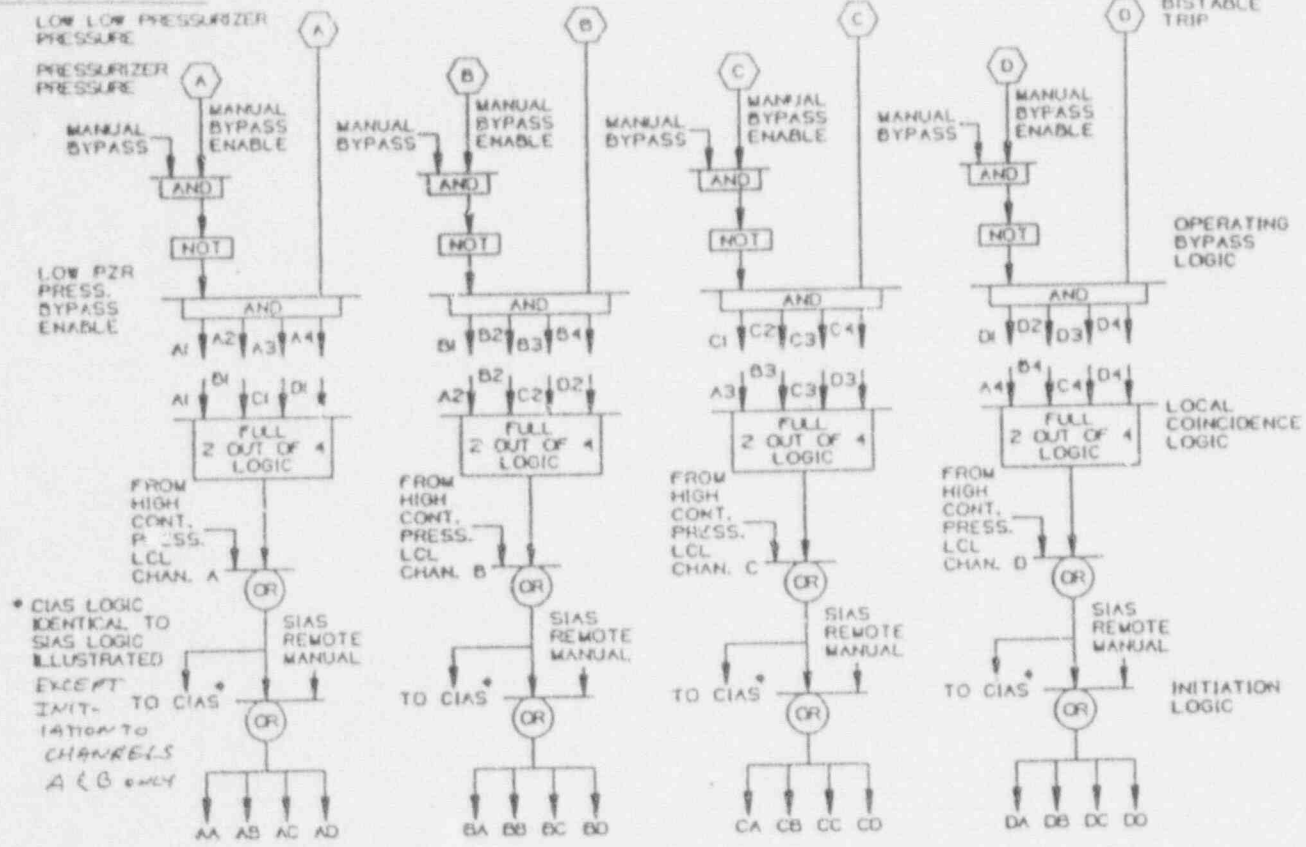 BISTABLE
TRIP
LOW LOW PRESSURIZER
PRESSURE
A
B
C
D
PRESSURIZER
PRESSURE
A
B
C
D
MANUAL
BYPASS
MANUAL
BYPASS
ENABLE
MANUAL
BYPASS
MANUAL
BYPASS
ENABLE
MANUAL
BYPASS
MANUAL
BYPASS
ENABLE
MANUAL
BYPASS
MANUAL
BYPASS
ENABLE
AND
AND
AND
AND
NOT
NOT
NOT
NOT
OPERATING
BYPASS
LOGIC
LOW PZR
PRESS.
BYPASS
ENABLE
AND
AND
AND
AND
A1 A2 A3 A4
B1 B2 B3 B4
C1 C2 C3 C4
D1 D2 D3 D4
A1 B1 C1 D1
A2 B2 C2 D2
A3 B3 C3 D3
A4 B4 C4 D4
FULL
2 OUT OF 4
LOGIC
FULL
2 OUT OF 4
LOGIC
FULL
2 OUT OF 4
LOGIC
FULL
2 OUT OF 4
LOGIC
LOCAL
COINCIDENCE
LOGIC
FROM
HIGH
CONT.
LCL
CHAN. A
FROM
HIGH
CONT.
PRESS.
LCL
CHAN. B
FROM
HIGH
CONT.
PRESS.
LCL
CHAN. C
FROM
HIGH
CONT.
PRESS.
LCL
CHAN. D
OR
OR
OR
OR
* CIAS LOGIC
IDENTICAL TO
SIAS LOGIC
ILLUSTRATED
EXCEPT
INIT-
IATION TO
CHANNELS
A & B ONLY
SIAS
REMOTE
MANUAL
SIAS
REMOTE
MANUAL
SIAS
REMOTE
MANUAL
SIAS
REMOTE
MANUAL
TO CIAS*
TO CIAS*
TO CIAS*
TO CIAS*
OR
OR
OR
OR
INITIATION
LOGIC
AA AB AC AD
BA BB BC BD
CA CB CC CD
DA DB DC DD